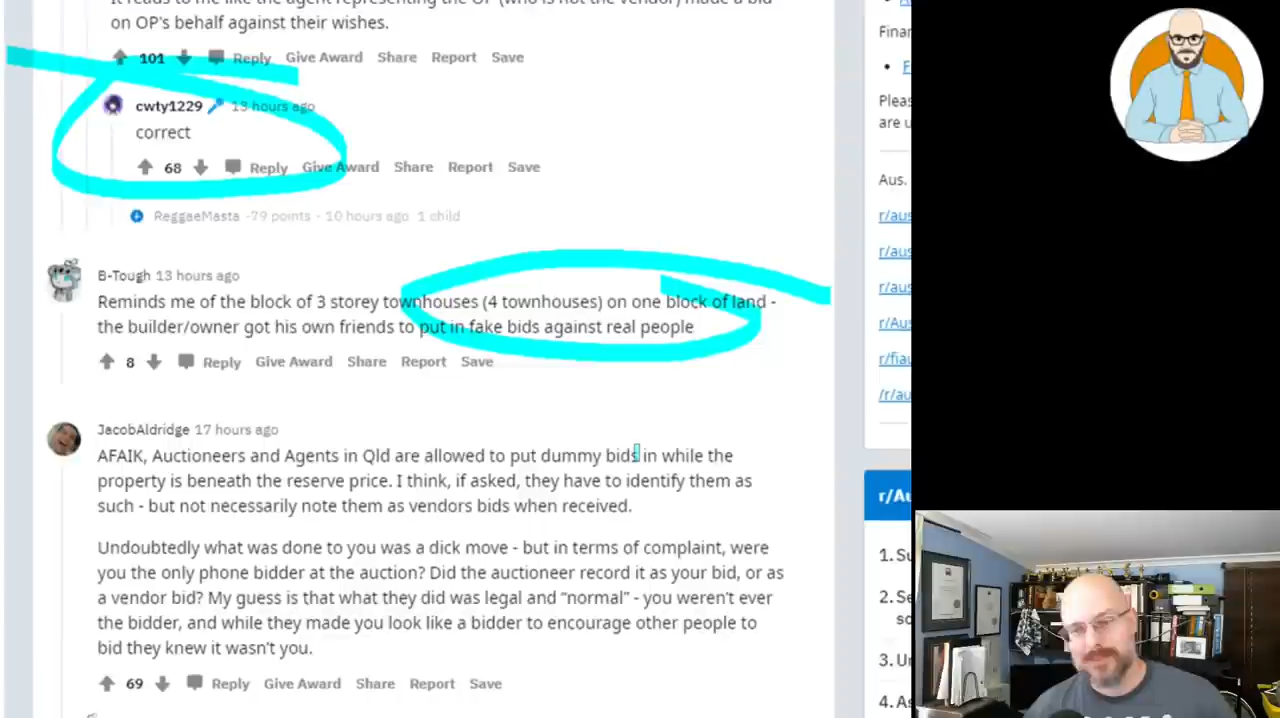 It reads to me like the agent representing the OP (who is not the vendor) made a bid
on OP's behalf against their wishes.
101 Reply Give Award Share Report Save
cwty1229 13 hours ago
correct
68 Reply Give Award Share Report Save
ReggaeMasta -79 points · 10 hours ago 1 child
B-Tough 13 hours ago
Reminds me of the block of 3 storey townhouses (4 townhouses) on one block of land -
the builder/owner got his own friends to put in fake bids against real people
8 Reply Give Award Share Report Save
JacobAldridge 17 hours ago
AFAIK, Auctioneers and Agents in Qld are allowed to put dummy bids in while the
property is beneath the reserve price. I think, if asked, they have to identify them as
such - but not necessarily note them as vendors bids when received.
Undoubtedly what was done to you was a dick move - but in terms of complaint, were
you the only phone bidder at the auction? Did the auctioneer record it as your bid, or as
a vendor bid? My guess is that what they did was legal and “normal” - you weren't ever
the bidder, and while they made you look like a bidder to encourage other people to
bid they knew it wasn't you.
69 Reply Give Award Share Report Save
Finan
F
Pleas
are u
Aus.
r/aus
r/aus
r/aus
r/Aus
r/fia
/r/au
r/Au
1. Su
2. Se
so
3. Un
4. As